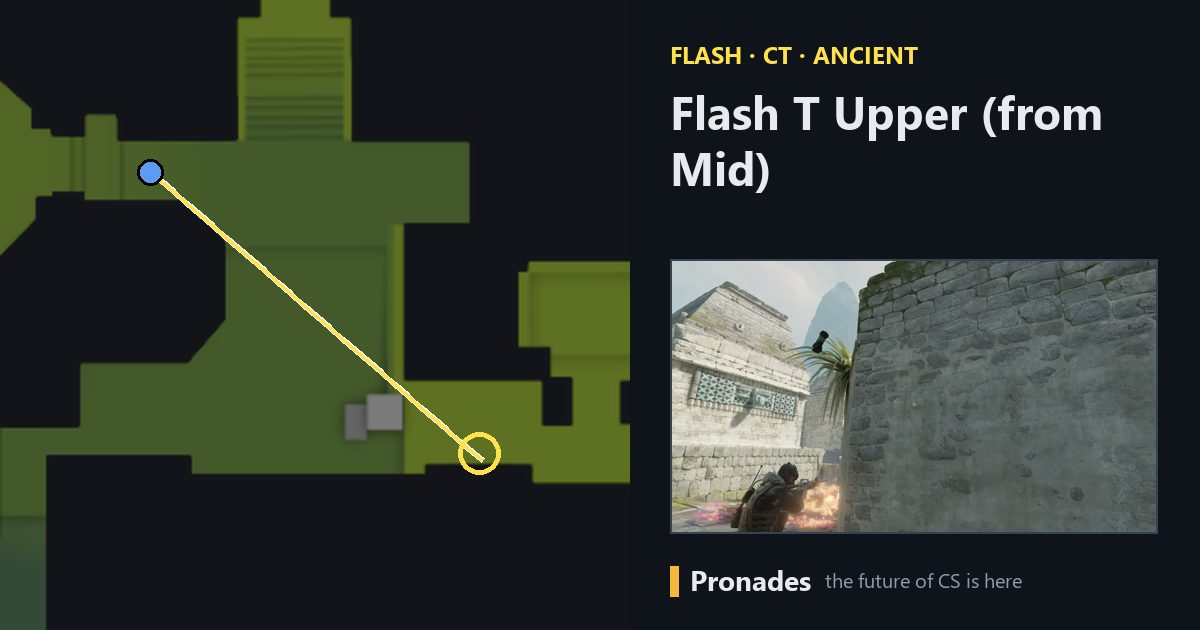 FLASH · CT · ANCIENT
Flash T Upper (from
Mid)
Pronades the future of CS is here